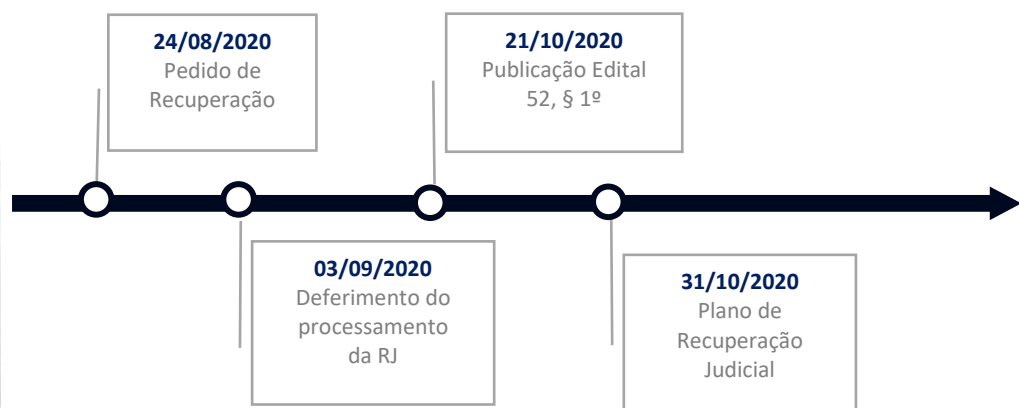 24/08/2020
Pedido de
Recuperação
21/10/2020
Publicação Edital
52, § 1º
03/09/2020
Deferimento do
processamento
da RJ
31/10/2020
Plano de
Recuperação
Judicial